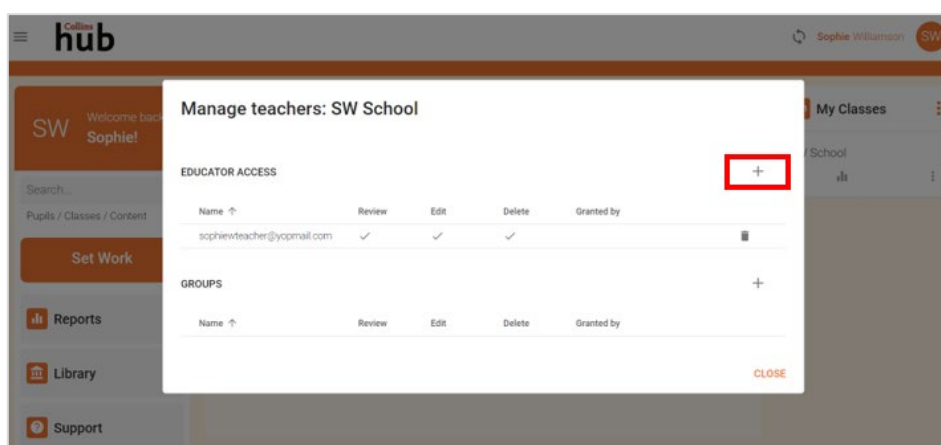 Collins
hub
Sophie Williamson
SW
SW
Welcome back
Sophie!
Search...
Pupils / Classes / Content
Set Work
Reports
Library
Support
Manage teachers: SW School
EDUCATOR ACCESS
Name Review Edit Delete Granted by
sophiewteacher@yopmail.com
GROUPS
Name Review Edit Delete Granted by
CLOSE
My Classes
School